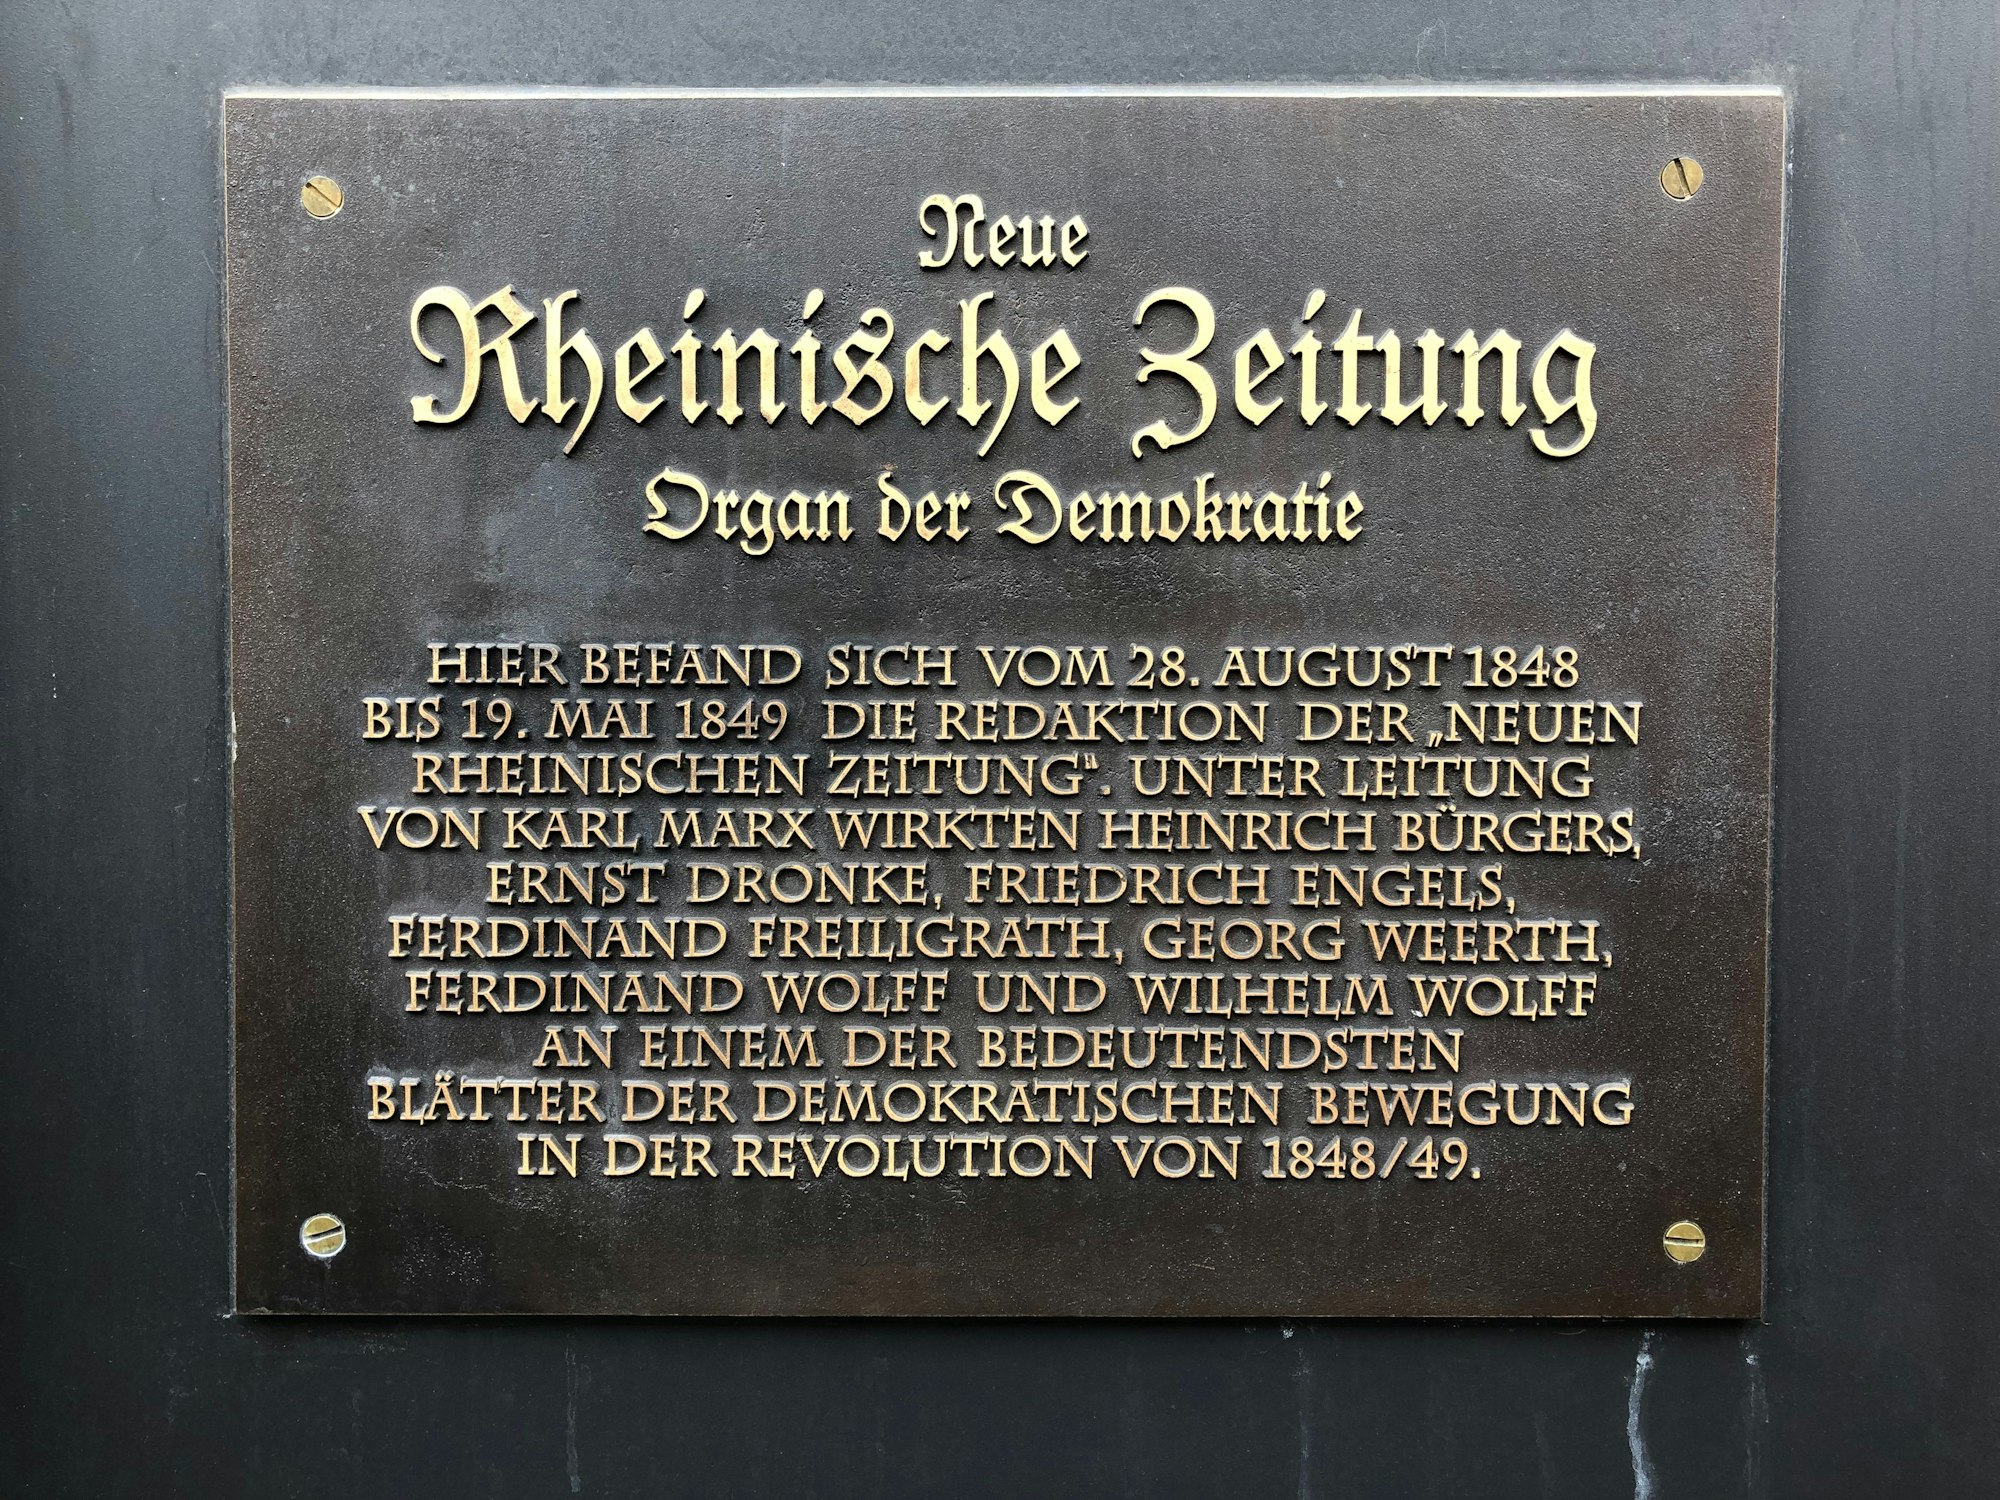 Neue
Rheinische Zeitung
Organ der Demokratie
HIER BEFAND SICH VOM 28. AUGUST 1848
BIS 19. MAI 1849 DIE REDAKTION DER „NEUEN
RHEINISCHEN ZEITUNG“. UNTER LEITUNG
VON KARL MARX WIRKTEN HEINRICH BÜRGERS,
ERNST DRONKE, FRIEDRICH ENGELS,
FERDINAND FREILIGRATH, GEORG WEERTH,
FERDINAND WOLFF UND WILHELM WOLFF
AN EINEM DER BEDEUTENDSTEN
BLÄTTER DER DEMOKRATISCHEN BEWEGUNG
IN DER REVOLUTION VON 1848/49.